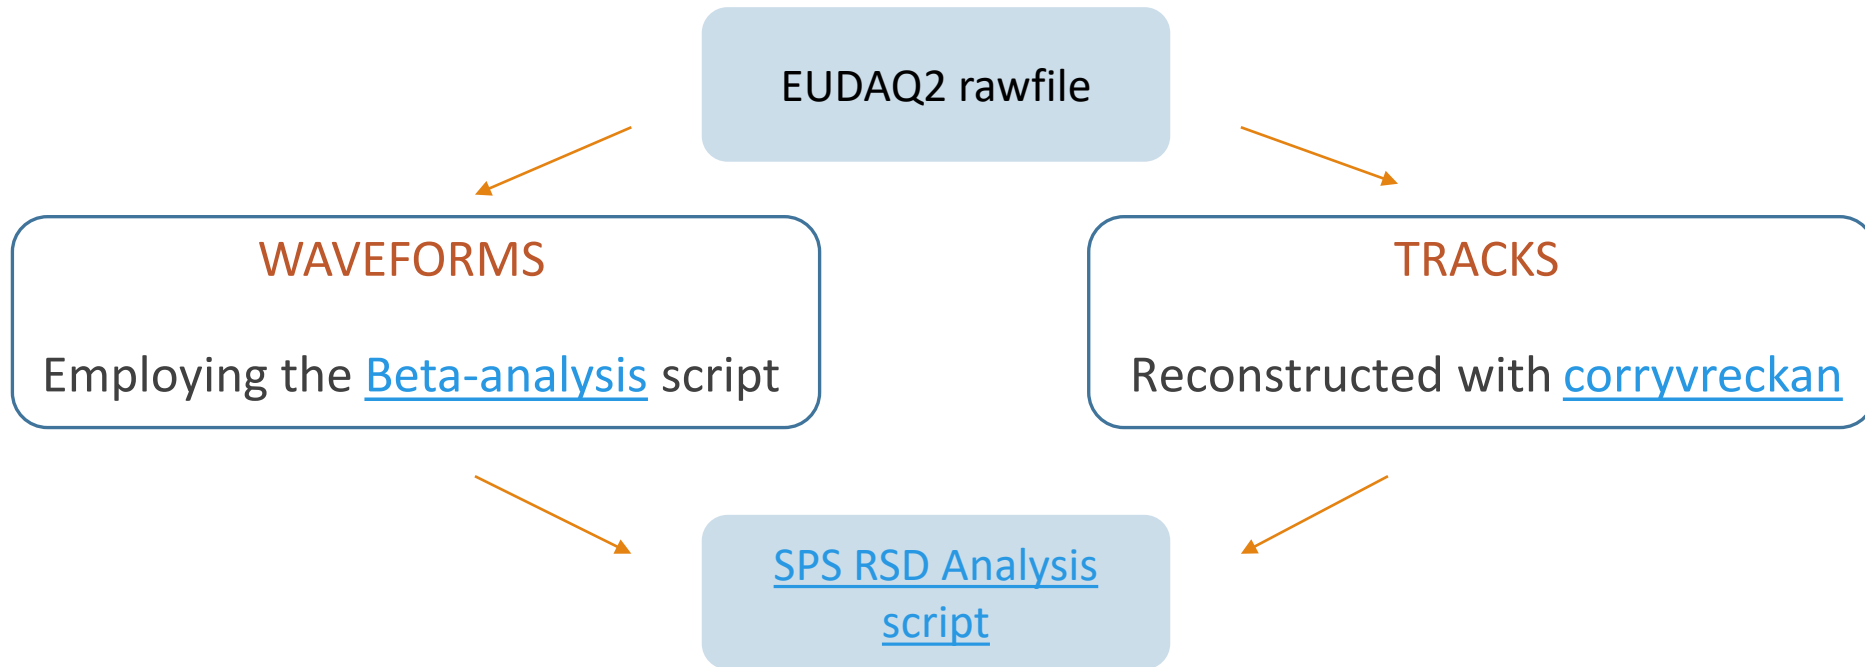 EUDAQ2 rawfile
WAVEFORMS
Employing the Beta-analysis script
TRACKS
Reconstructed with corryvreckan
SPS RSD Analysis
script